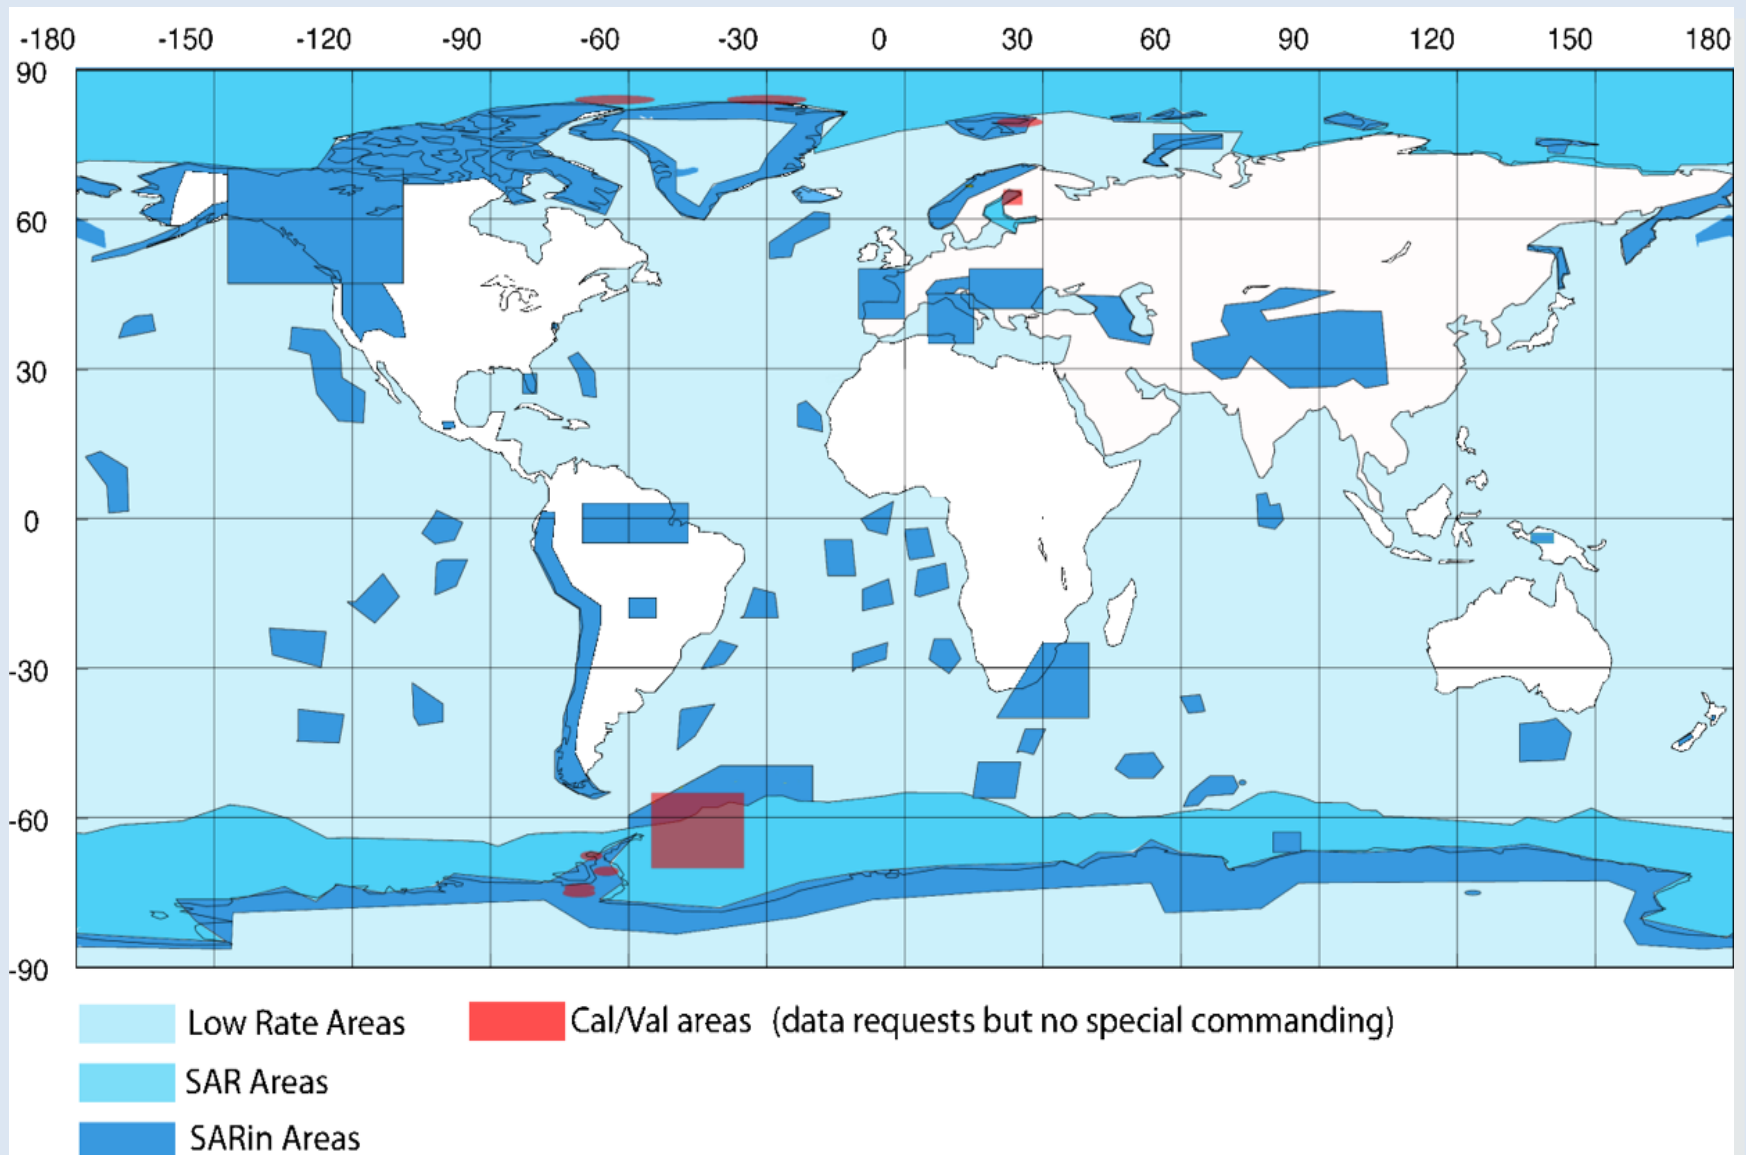 -180 -150 -120 -90 -60 -30 0 30 60 90 120 150 180
90
60
30
0
-30
-60
-90
Low Rate Areas
Cal/Val areas (data requests but no special commanding)
SAR Areas
SARin Areas